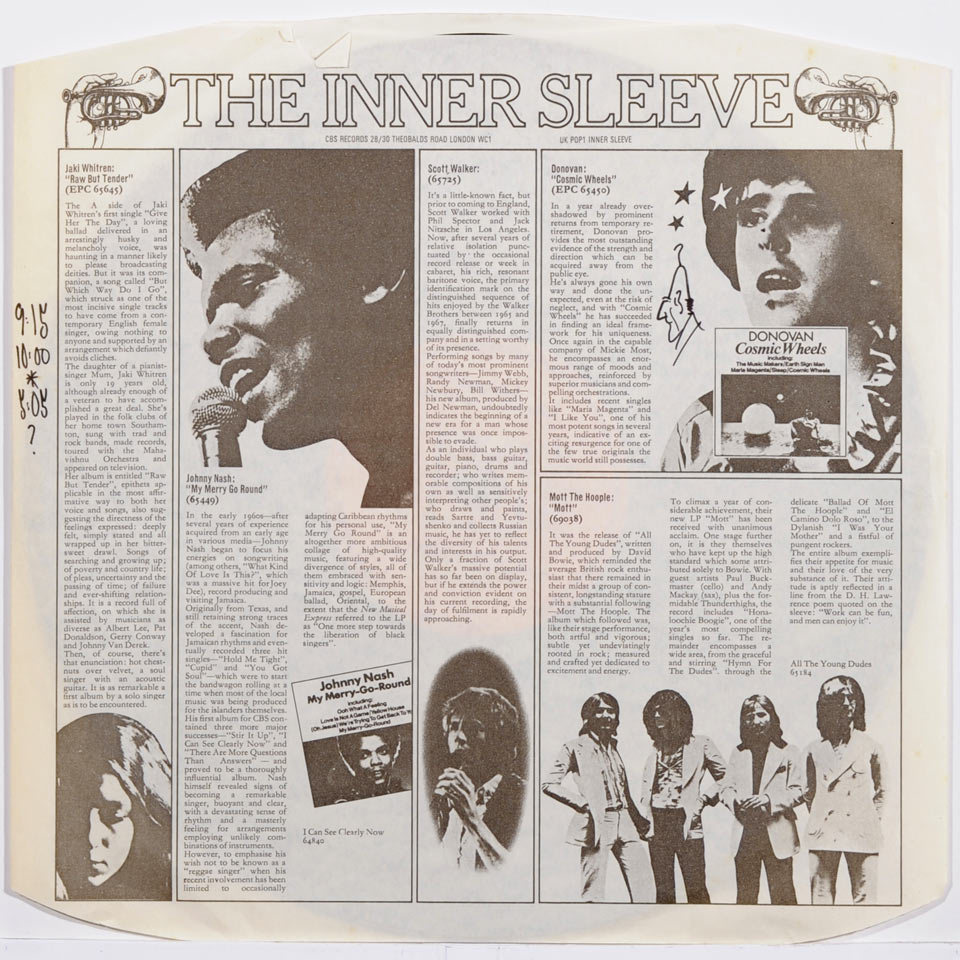 THE INNER SLEEVE
CBS RECORDS 28/30 THEOBALDS ROAD LONDON WC1
UK POP1 INNER SLEEVE
Jaki Whitren:
"Raw But Tender"
(EPC 65645)
The A side of Jaki
Whitren's first single "Give
Her The Day", a loving
ballad delivered in an
arrestingly husky and
melancholy voice, was
haunting in a manner likely
to please broadcasting
deities. But it was its com-
panion, a song called "But
Which Way Do I Go",
which struck as one of the
most incisive single tracks
to have come from a con-
temporary English female
singer, owing nothing to
anyone and supported by an
arrangement which defiantly
avoids cliches.
The daughter of a pianist-
singer Mum, Jaki Whitren
is only 19 years old,
although already enough of
a veteran to have accom-
plished a great deal. She's
played in the folk clubs of
her home town Southam-
ton, sung with trad and
rock bands, made records,
toured with the Maha-
vishnu Orchestra and
appeared on television.
Her album is entitled "Raw
But Tender", epithets ap-
plicable in the most affir-
mative way to both her
voice and songs, also sug-
gesting the directness of the
feelings expressed: deeply
felt, simply stated and all
wrapped up in her bitter-
sweet drawl. Songs of
searching and growing up;
of poverty and country life;
of pleas, uncertainty and the
passing of time; of failure
and ever-shifting relation-
ships. It is a record full of
affection, on which she is
assisted by musicians as
diverse as Albert Lee, Pat
Donaldson, Gerry Conway
and Johnny Van Derek.
Then, of course, there's
that enunciation: hot chest-
nuts over velvet, a soul
singer with an acoustic
guitar. It is as remarkable a
first album by a solo singer
as is to be encountered.
9:15
10:00
*
5:05
?
Johnny Nash:
"My Merry Go Round"
(65449)
In the early 1960s—after
several years of experience
acquired from an early age
in various media—Johnny
Nash began to focus his
energies on songwriting
(among others, "What Kind
Of Love Is This?", which
was a massive hit for Joey
Dee), record producing and
visiting Jamaica.
Originally from Texas, and
still retaining strong traces
of the accent, Nash de-
veloped a fascination for
Jamaican rhythms and even-
tually recorded three hit
singles—"Hold Me Tight",
"Cupid" and "You Got
Soul"—which were to start
the bandwagon rolling at a
time when most of the local
music was being produced
for the islanders themselves.
His first album for CBS con-
tained three more major
successes—"Stir It Up", "I
Can See Clearly Now" and
"There Are More Questions
Than Answers" — and
proved to be a thoroughly
influential album. Nash
himself revealed signs of
becoming a remarkable
singer, buoyant and clear,
with a devastating sense of
rhythm and a masterly
feeling for arrangements
employing unlikely com-
binations of instruments.
However, to emphasise his
wish not to be known as a
"reggae singer" when his
recent involvement has been
limited to occasionally
adapting Caribbean rhythms
for his personal use, "My
Merry Go Round" is an
altogether more ambitious
collage of high-quality
music, featuring a wide
divergence of styles, all of
them embraced with sen-
sitivity and logic: Memphis,
Jamaica, gospel, European
ballad, Oriental, to the
extent that the New Musical
Express referred to the LP
as "One more step towards
the liberation of black
singers".
Johnny Nash
My Merry-Go-Round
including:
Ooh What A Feeling
Love Is Not A Game/Yellow House
(Oh Jesus) We're Trying To Get Back To Yo
My Merry-Go-Round
I Can See Clearly Now
64840
Scott Walker:
(65725)
It's a little-known fact, but
prior to coming to England,
Scott Walker worked with
Phil Spector and Jack
Nitzsche in Los Angeles.
Now, after several years of
relative isolation punc-
tuated by the occasional
record release or week in
cabaret, his rich, resonant
baritone voice, the primary
identification mark on the
distinguished sequence of
hits enjoyed by the Walker
Brothers between 1965 and
1967, finally returns in
equally distinguished com-
pany and in a setting worthy
of its presence.
Performing songs by many
of today's most prominent
songwriters—Jimmy Webb,
Randy Newman, Mickey
Newbury, Bill Withers—
his new album, produced by
Del Newman, undoubtedly
indicates the beginning of a
new era for a man whose
presence was once impos-
sible to evade.
As an individual who plays
double bass, bass guitar,
guitar, piano, drums and
recorder; who writes mem-
orable compositions of his
own as well as sensitively
interpreting other people's;
who draws and paints,
reads Sartre and Yevtu-
shenko and collects Russian
music, he has yet to reflect
the diversity of his talents
and interests in his output.
Only a fraction of Scott
Walker's massive potential
has so far been on display,
but if he extends the power
and conviction evident on
his current recording, the
day of fulfilment is rapidly
approaching.
Donovan:
"Cosmic Wheels"
(EPC 65450)
In a year already over-
shadowed by prominent
returns from temporary re-
tirement, Donovan pro-
vides the most outstanding
evidence of the strength and
direction which can be
acquired away from the
public eye.
He's always gone his own
way and done the un-
expected, even at the risk of
neglect, and with "Cosmic
Wheels" he has succeeded
in finding an ideal frame-
work for his uniqueness.
Once again in the capable
company of Mickie Most,
he encompasses an enor-
mous range of moods and
approaches, reinforced by
superior musicians and com-
pelling orchestrations.
It includes recent singles
like "Maria Magenta" and
"I Like You", one of his
most potent songs in several
years, indicative of an ex-
citing resurgence for one of
the few true originals the
music world still possesses.
DONOVAN
Cosmic Wheels
including:
The Music Makers/Earth Sign Man
Maria Magenta/Sleep/Cosmic Wheels
Mott The Hoople:
"Mott"
(69038)
It was the release of "All
The Young Dudes", written
and produced by David
Bowie, which reminded the
average British rock enthu-
siast that there remained in
their midst a group of con-
sistent, longstanding stature
with a substantial following
—Mott The Hoople. The
album which followed was,
like their stage performance,
both artful and vigorous;
subtle yet undeviatingly
rooted in rock; measured
and crafted yet dedicated to
excitement and energy.
To climax a year of con-
siderable achievement, their
new LP "Mott" has been
received with unanimous
acclaim. One stage further
on, it is they themselves
who have kept up the high
standard which some attri-
buted solely to Bowie. With
guest artists Paul Buck-
master (cello) and Andy
Mackay (sax), plus the for-
midable Thunderthighs, the
record includes "Hona-
loochie Boogie", one of the
year's most compelling
singles so far. The re-
mainder encompasses a
wide area, from the graceful
and stirring "Hymn For
The Dudes", through the
delicate "Ballad Of Mott
The Hoople" and "El
Camino Dolo Roso", to the
Dylanish "I Was Your
Mother" and a fistful of
pungent rockers.
The entire album exempli-
fies their appetite for music
and their love of the very
substance of it. Their atti-
tude is aptly reflected in a
line from the D. H. Law-
rence poem quoted on the
sleeve: "Work can be fun,
and men can enjoy it".
All The Young Dudes
65184